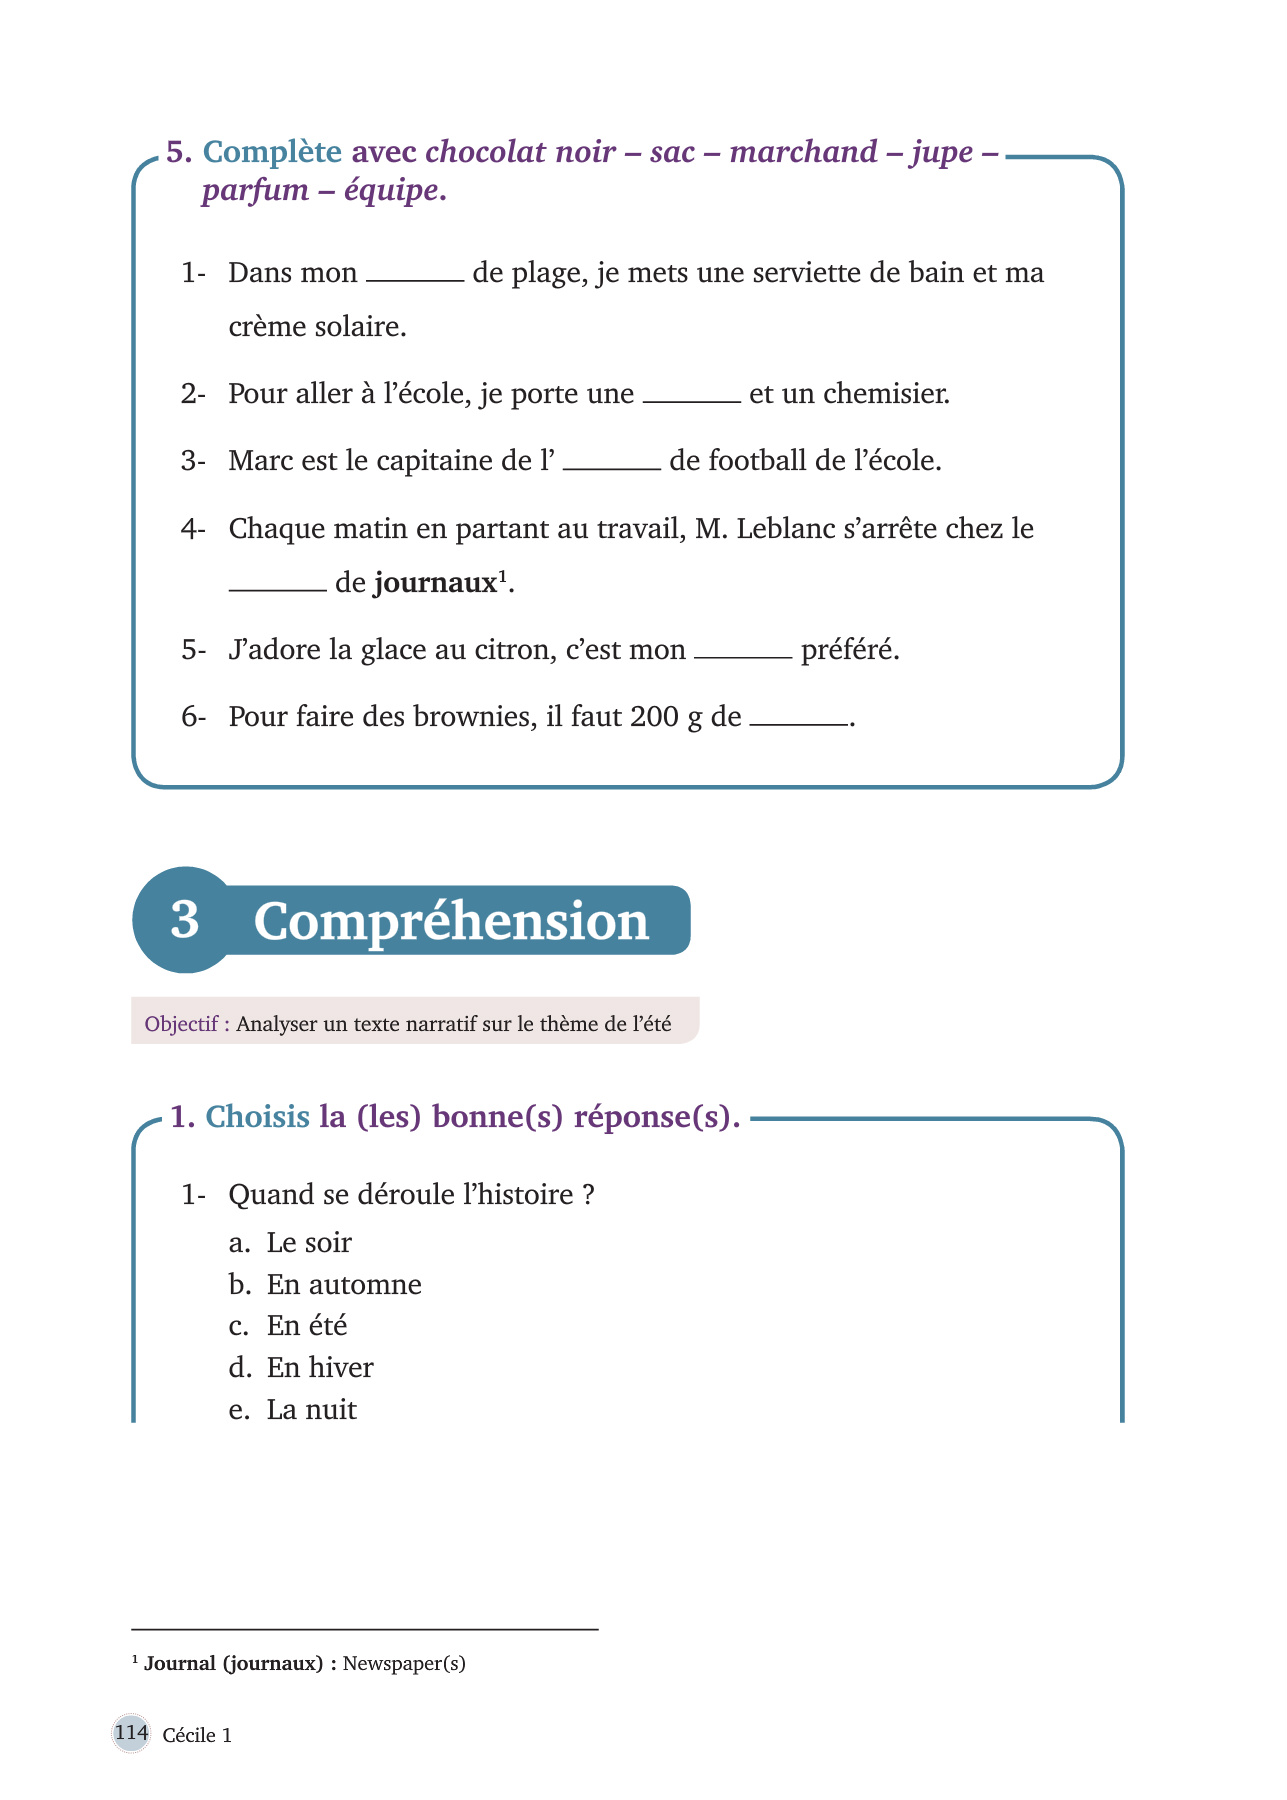 5. Complète avec chocolat noir – sac – marchand – jupe –
parfum – équipe.
1- Dans mon _______ de plage, je mets une serviette de bain et ma
crème solaire.
2- Pour aller à l’école, je porte une _______ et un chemisier.
3- Marc est le capitaine de l’ _______ de football de l’école.
4- Chaque matin en partant au travail, M. Leblanc s’arrête chez le
_______ de journaux¹.
5- J’adore la glace au citron, c’est mon _______ préféré.
6- Pour faire des brownies, il faut 200 g de _______.
3 Compréhension
Objectif : Analyser un texte narratif sur le thème de l’été
1. Choisis la (les) bonne(s) réponse(s).
1- Quand se déroule l’histoire ?
a. Le soir
b. En automne
c. En été
d. En hiver
e. La nuit
¹ Journal (journaux) : Newspaper(s)
114 Cécile 1